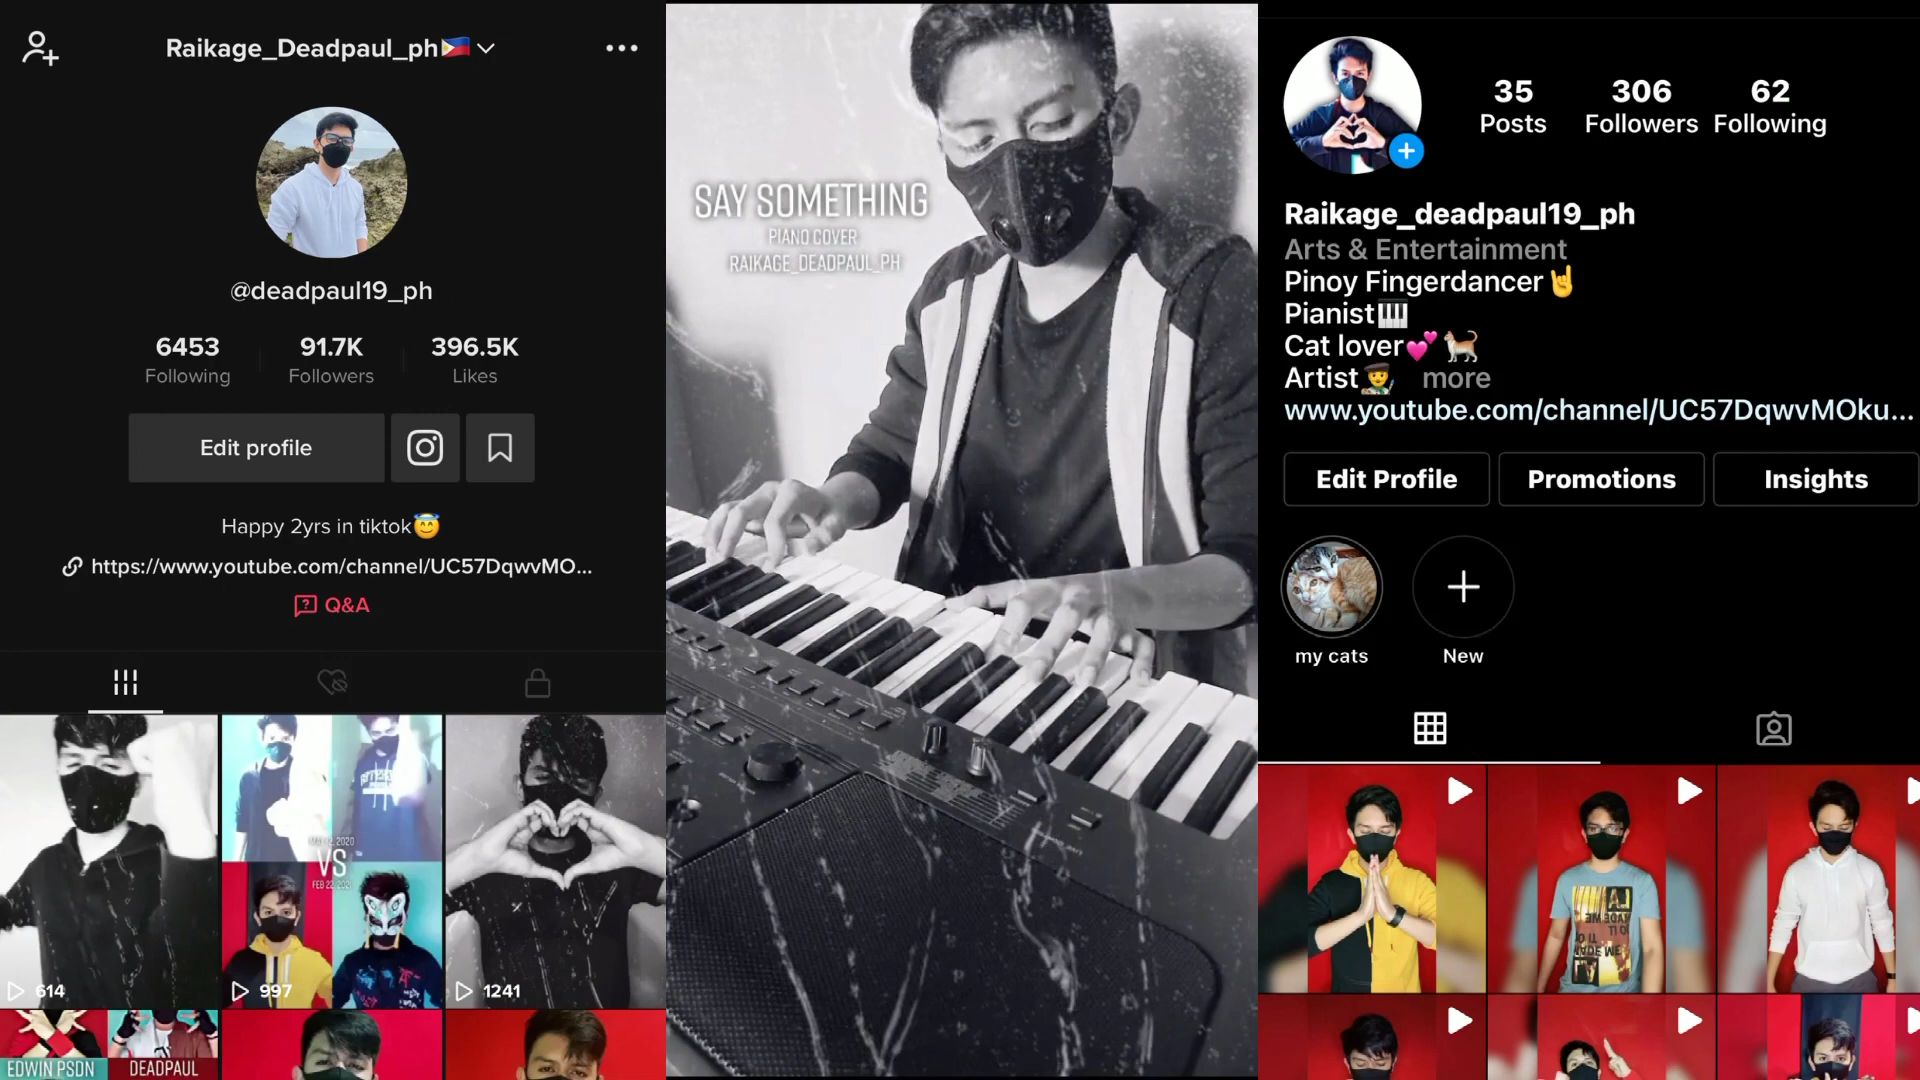 Raikage_Deadpaul_ph🇵🇭
@deadpaul19_ph
6453
Following
91.7K
Followers
396.5K
Likes
Edit profile
Happy 2yrs in tiktok😇
https://www.youtube.com/channel/UC57DqwvMO...
Q&A
614
MAY 12, 2020
VS
997
1241
EDWIN PSDN
DEADPAUL
SAY SOMETHING
PIANO COVER
RAIKAGE_DEADPAUL_PH
35
Posts
306
Followers
62
Following
Raikage_deadpaul19_ph
Arts & Entertainment
Pinoy Fingerdancer🤘
Pianist🎹
Cat lover💕🐈
Artist👨‍🎨 more
www.youtube.com/channel/UC57DqwvMOku...
Edit Profile
Promotions
Insights
my cats
New